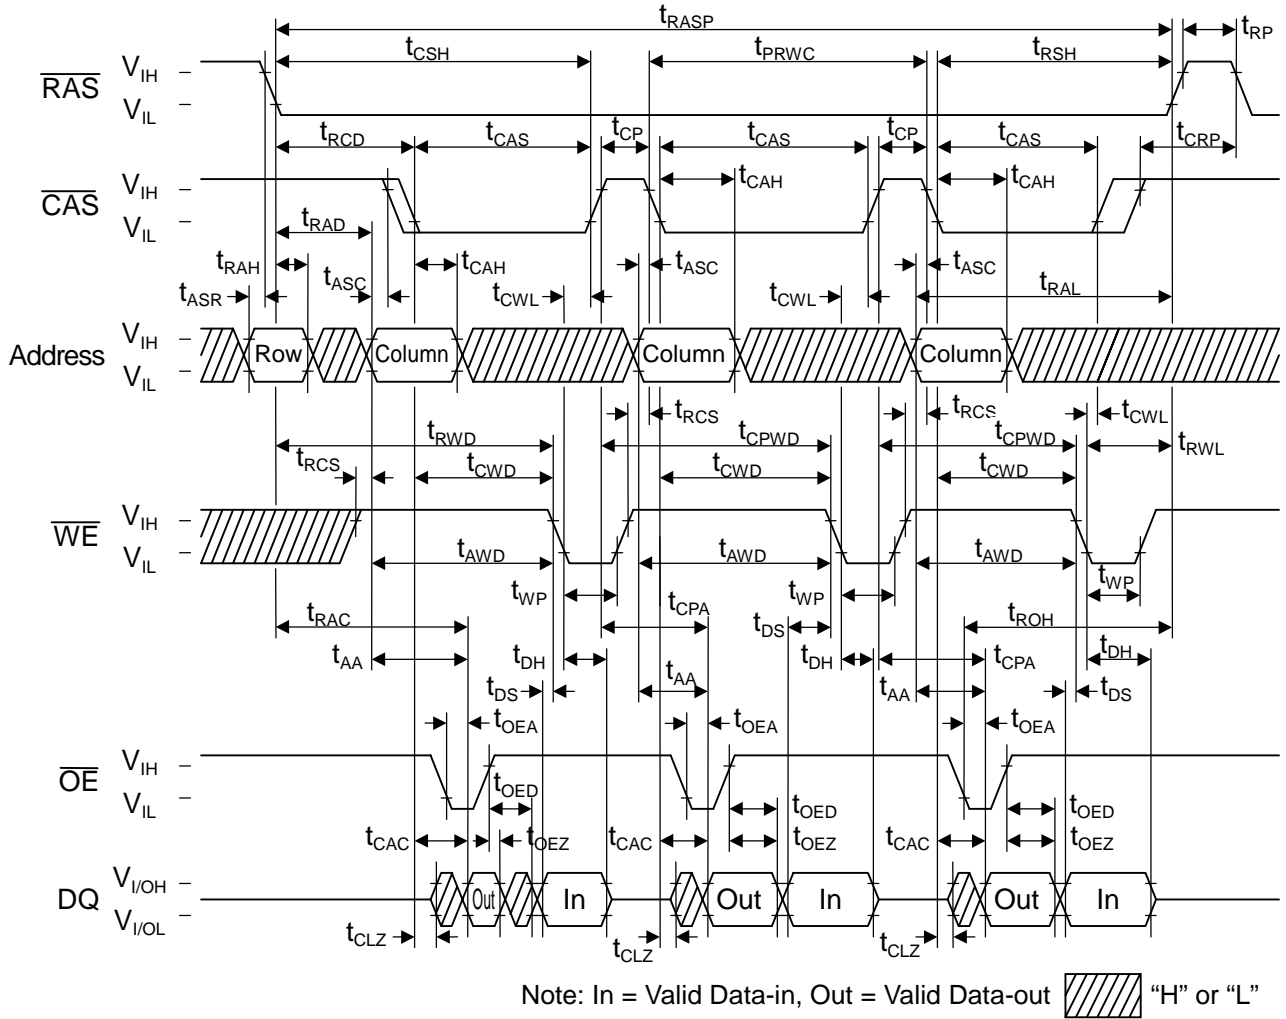 tRASP
tRP
tCSH
tPRWC
tRSH
RAS
VIH
VIL
tRCD
tCAS
tCP
tCAS
tCP
tCAS
tCRP
CAS
VIH
VIL
tCAH
tCAH
tRAD
tRAH
tASC
tCAH
tASC
tASC
tASR
tCWL
tCWL
tRAL
Address
VIH
VIL
Row
Column
Column
Column
tRCS
tRCS
tCWL
tRWD
tCPWD
tCPWD
tRWL
tRCS
tCWD
tCWD
tCWD
WE
VIH
VIL
tAWD
tAWD
tAWD
tWP
tWP
tWP
tRAC
tCPA
tDS
tROH
tAA
tDH
tDH
tCPA
tDH
tDS
tAA
tAA
tDS
tOEA
tOEA
tOEA
OE
VIH
VIL
tOED
tOED
tOED
tCAC
tOEZ
tCAC
tOEZ
tCAC
tOEZ
DQ
VI/OH
VI/OL
Out
In
Out
In
Out
In
tCLZ
tCLZ
tCLZ
Note: In = Valid Data-in, Out = Valid Data-out
“H” or “L”